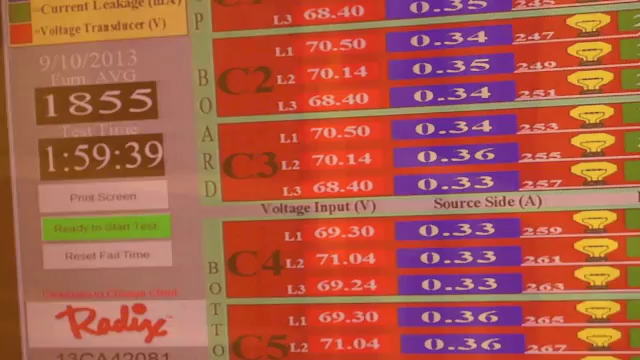 =Current Leakage (mA)
=Voltage Transducer (V)
9/10/2013
Furn. AVG
1855
Test Time
1:59:39
Print Screen
Ready to Start Test
Reset Fail Time
Radix
13CA42081
P
BOARD
BOTTO
L3 68.40 0.35 245
C2
L1 70.50 0.34 247
L2 70.14 0.35 249
L3 68.40 0.34 251
C3
L1 70.50 0.34 253
L2 70.14 0.36 255
L3 68.40 0.33 257
Voltage Input (V) Source Side (A)
C4
L1 69.30 0.33 259
L2 71.04 0.33 261
L3 69.24 0.33 263
C5
L1 69.30 0.36 265
L2 71.04 0.36 267